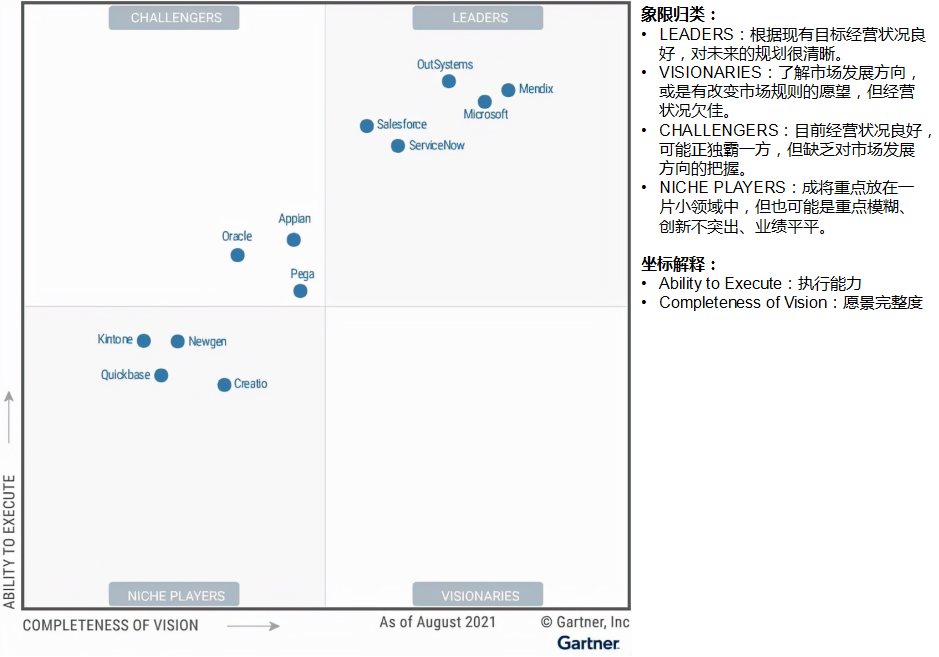 CHALLENGERS
LEADERS
OutSystems
Mendix
Microsoft
Salesforce
ServiceNow
Appian
Oracle
Pega
Kintone
Newgen
Quickbase
Creatio
NICHE PLAYERS
VISIONARIES
ABILITY TO EXECUTE
COMPLETENESS OF VISION
As of August 2021
© Gartner, Inc
Gartner
象限归类：
• LEADERS：根据现有目标经营状况良
好，对未来的规划很清晰。
• VISIONARIES：了解市场发展方向，
或是有改变市场规则的愿望，但经营
状况欠佳。
• CHALLENGERS：目前经营状况良好，
可能正独霸一方，但缺乏对市场发展
方向的把握。
• NICHE PLAYERS：成将重点放在一
片小领域中，但也可能是重点模糊、
创新不突出、业绩平平。
坐标解释：
• Ability to Execute：执行能力
• Completeness of Vision：愿景完整度